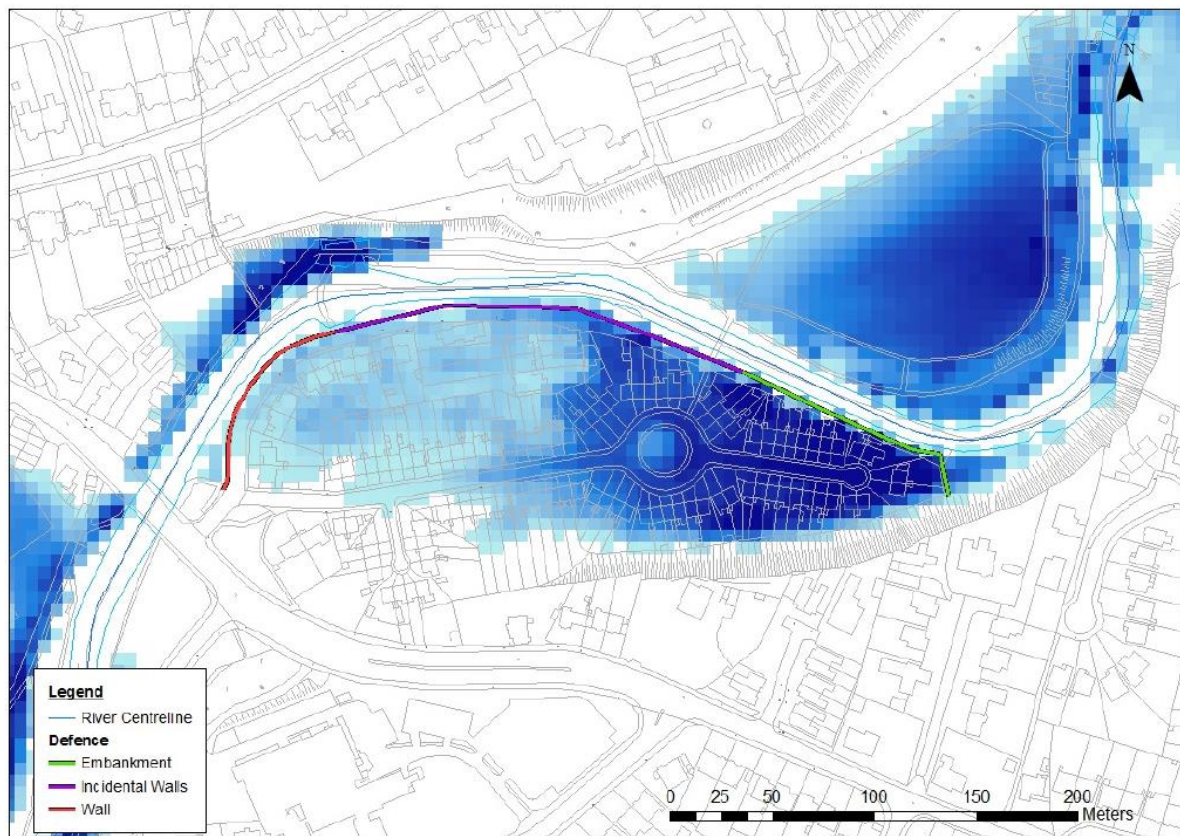 N
Legend
River Centreline
Defence
Embankment
Incidental Walls
Wall
0 25 50 100 150 200
Meters